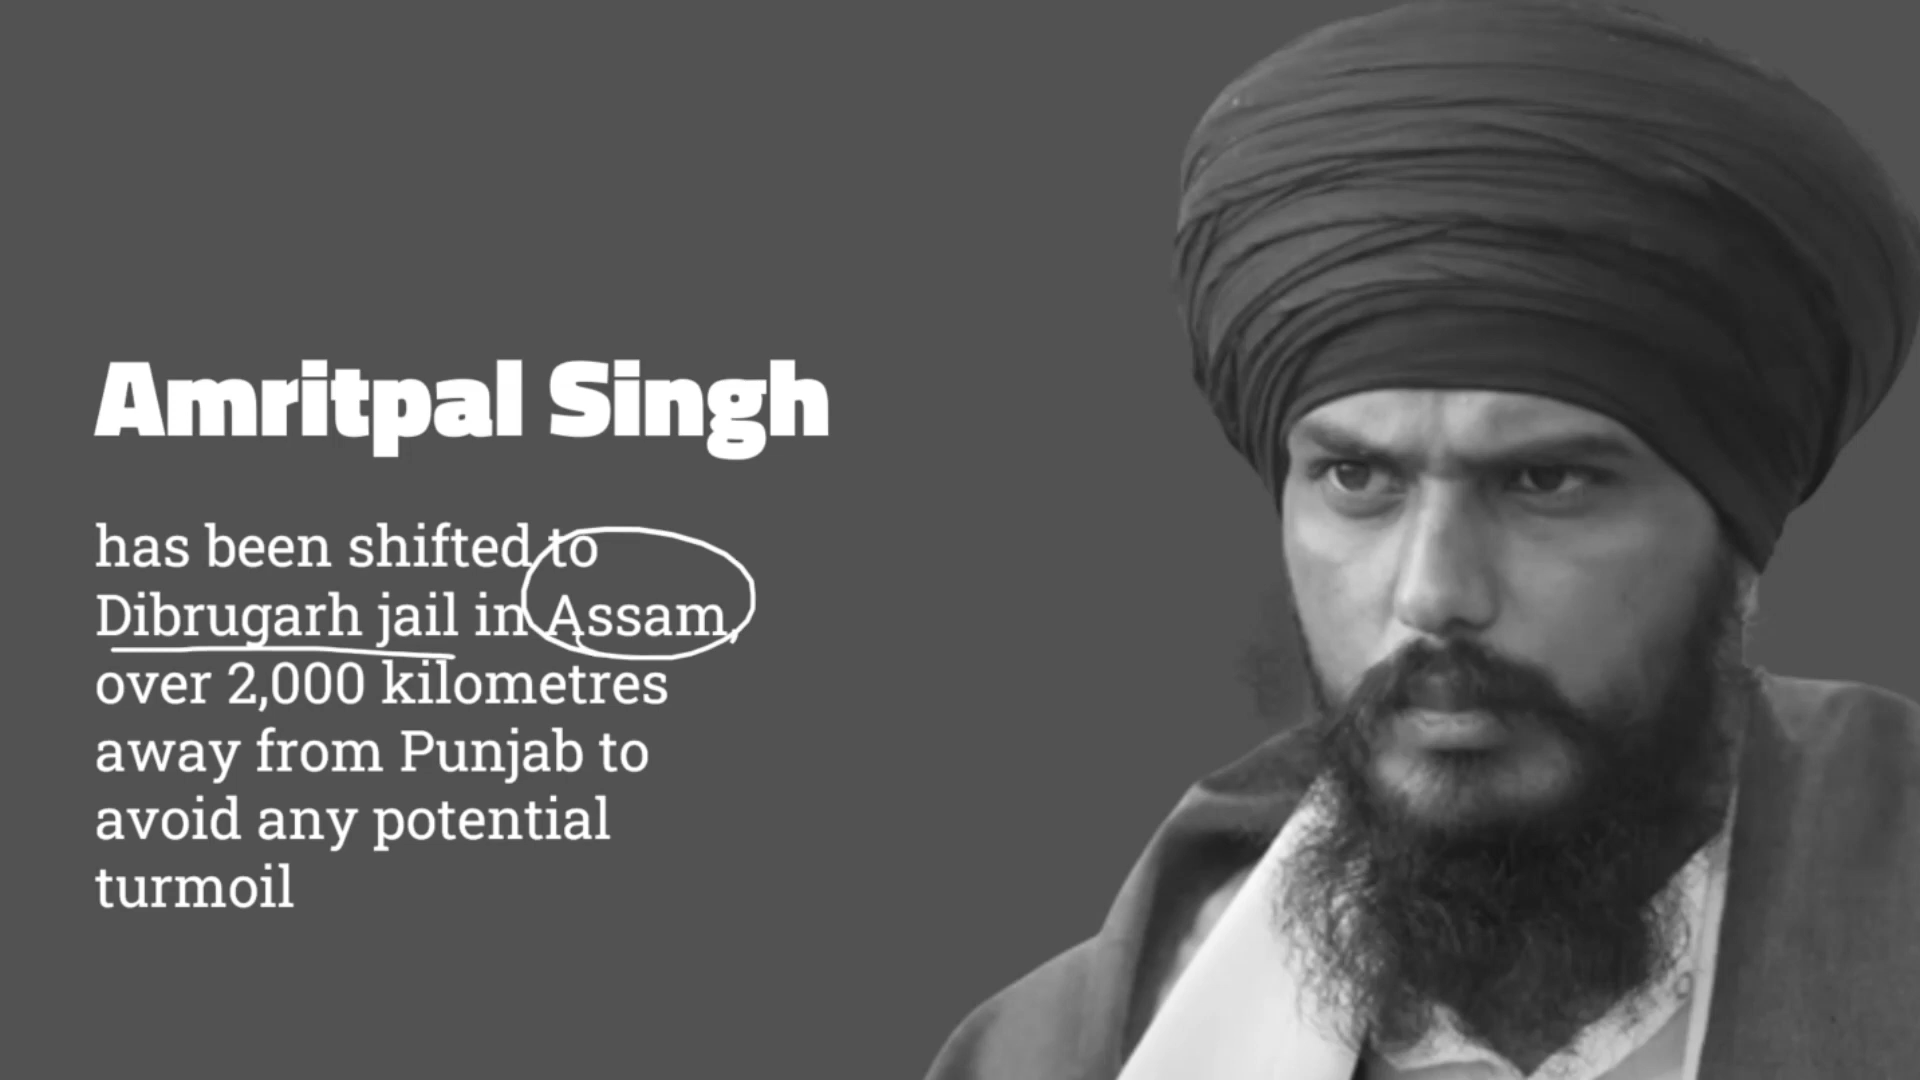 Amritpal Singh
has been shifted to
Dibrugarh jail in Assam,
over 2,000 kilometres
away from Punjab to
avoid any potential
turmoil